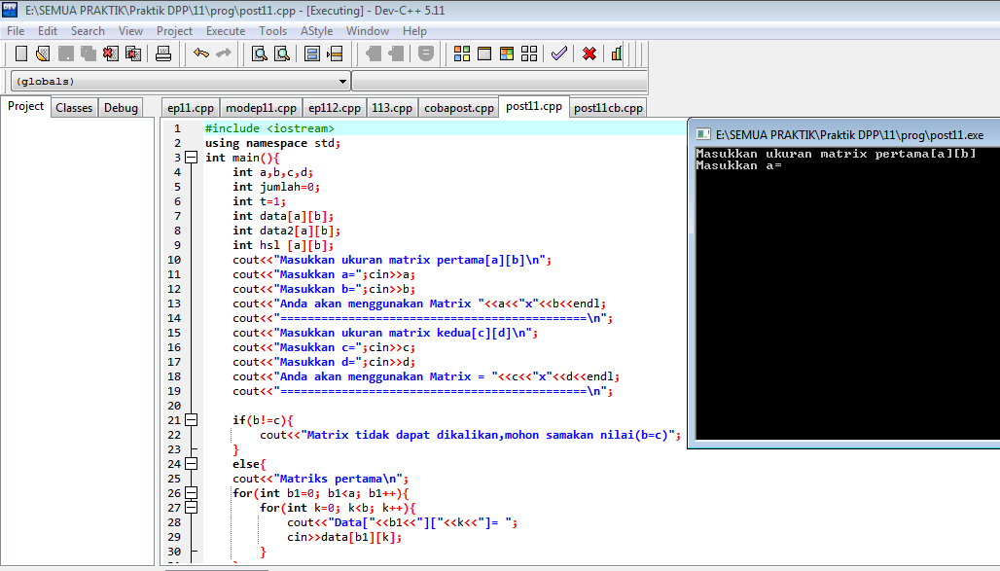 E:\SEMUA PRAKTIK\Praktik DPP\11\prog\post11.cpp - [Executing] - Dev-C++ 5.11
File Edit Search View Project Execute Tools AStyle Window Help
(globals)
Project Classes Debug
ep11.cpp modep11.cpp ep112.cpp 113.cpp cobapost.cpp post11.cpp post11cb.cpp
1 #include <iostream>
2 using namespace std;
3 int main(){
4 int a,b,c,d;
5 int jumlah=0;
6 int t=1;
7 int data[a][b];
8 int data2[a][b];
9 int hsl [a][b];
10 cout<<"Masukkan ukuran matrix pertama[a][b]\n";
11 cout<<"Masukkan a=";cin>>a;
12 cout<<"Masukkan b=";cin>>b;
13 cout<<"Anda akan menggunakan Matrix "<<a<<"x"<<b<<endl;
14 cout<<"=============================================\n";
15 cout<<"Masukkan ukuran matrix kedua[c][d]\n";
16 cout<<"Masukkan c=";cin>>c;
17 cout<<"Masukkan d=";cin>>d;
18 cout<<"Anda akan menggunakan Matrix = "<<c<<"x"<<d<<endl;
19 cout<<"=============================================\n";
20
21 if(b!=c){
22 cout<<"Matrix tidak dapat dikalikan,mohon samakan nilai(b=c)";
23 }
24 else{
25 cout<<"Matriks pertama\n";
26 for(int b1=0; b1<a; b1++){
27 for(int k=0; k<b; k++){
28 cout<<"Data["<<b1<<"]["<<k<<"]= ";
29 cin>>data[b1][k];
30 }
E:\SEMUA PRAKTIK\Praktik DPP\11\prog\post11.exe
Masukkan ukuran matrix pertama[a][b]
Masukkan a=